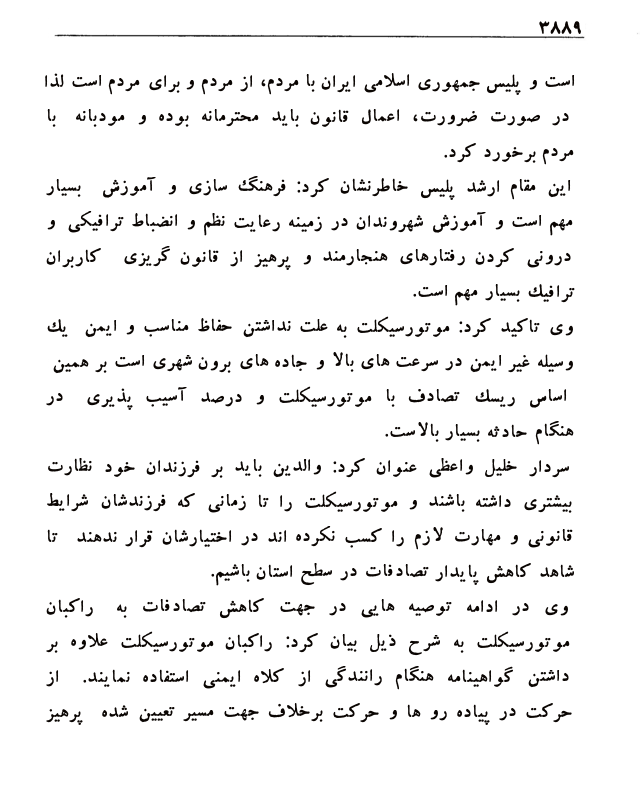 ۳۸۸۹
است و پلیس جمهوری اسلامی ایران با مردم، از مردم و برای مردم است لذا
در صورت ضرورت، اعمال قانون باید محترمانه بوده و مودبانه با
مردم برخورد کرد.
این مقام ارشد پلیس خاطرنشان کرد: فرهنگ سازی و آموزش بسیار
مهم است و آموزش شهروندان در زمینه رعایت نظم و انضباط ترافیکی و
درونی کردن رفتارهای هنجارمند و پرهیز از قانون گریزی کاربران
ترافیک بسیار مهم است.
وی تاکید کرد: موتورسیکلت به علت نداشتن حفاظ مناسب و ایمن یک
وسیله غیر ایمن در سرعت های بالا و جاده های برون شهری است بر همین
اساس ریسک تصادف با موتورسیکلت و درصد آسیب پذیری در
هنگام حادثه بسیار بالاست.
سردار خلیل واعظی عنوان کرد: والدین باید بر فرزندان خود نظارت
بیشتری داشته باشند و موتورسیکلت را تا زمانی که فرزندشان شرایط
قانونی و مهارت لازم را کسب نکرده اند در اختیارشان قرار ندهند تا
شاهد کاهش پایدار تصادفات در سطح استان باشیم.
وی در ادامه توصیه هایی در جهت کاهش تصادفات به راکبان
موتورسیکلت به شرح ذیل بیان کرد: راکبان موتورسیکلت علاوه بر
داشتن گواهینامه هنگام رانندگی از کلاه ایمنی استفاده نمایند. از
حرکت در پیاده رو ها و حرکت برخلاف جهت مسیر تعیین شده پرهیز